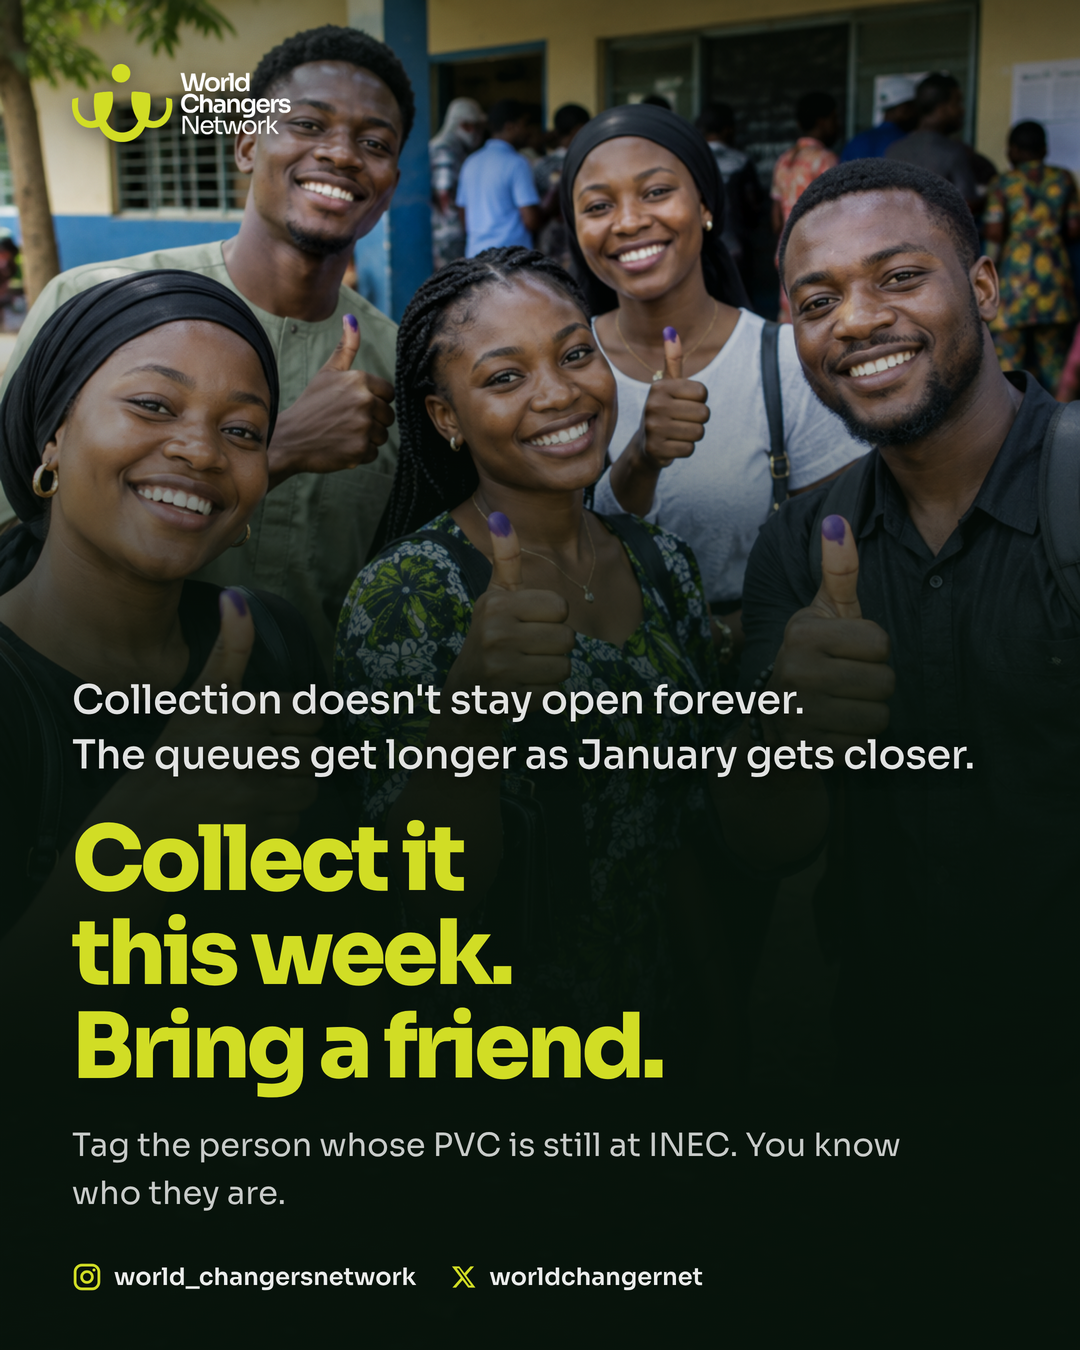 World
Changers
Network
Collection doesn't stay open forever.
The queues get longer as January gets closer.
Collect it
this week.
Bring a friend.
Tag the person whose PVC is still at INEC. You know
who they are.
world_changersnetwork
worldchangernet